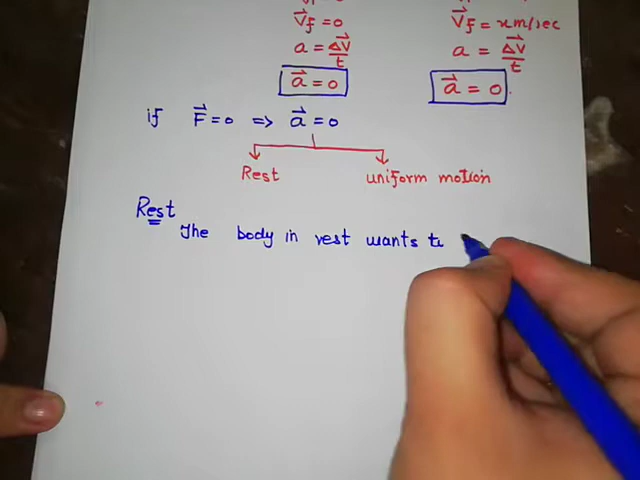 V⃗f = 0 V⃗f = x m/sec
a = ΔV⃗/t a = ΔV⃗/t
a⃗ = 0 a⃗ = 0
if F⃗ = 0 => a⃗ = 0
Rest uniform motion
Rest
The body in rest wants to